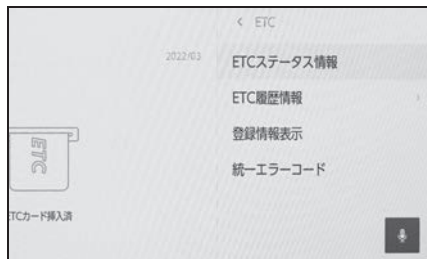 < ETC
2022/03
ETCステータス情報
ETC履歴情報
登録情報表示
統一エラーコード
ETC
ETCカード挿入済